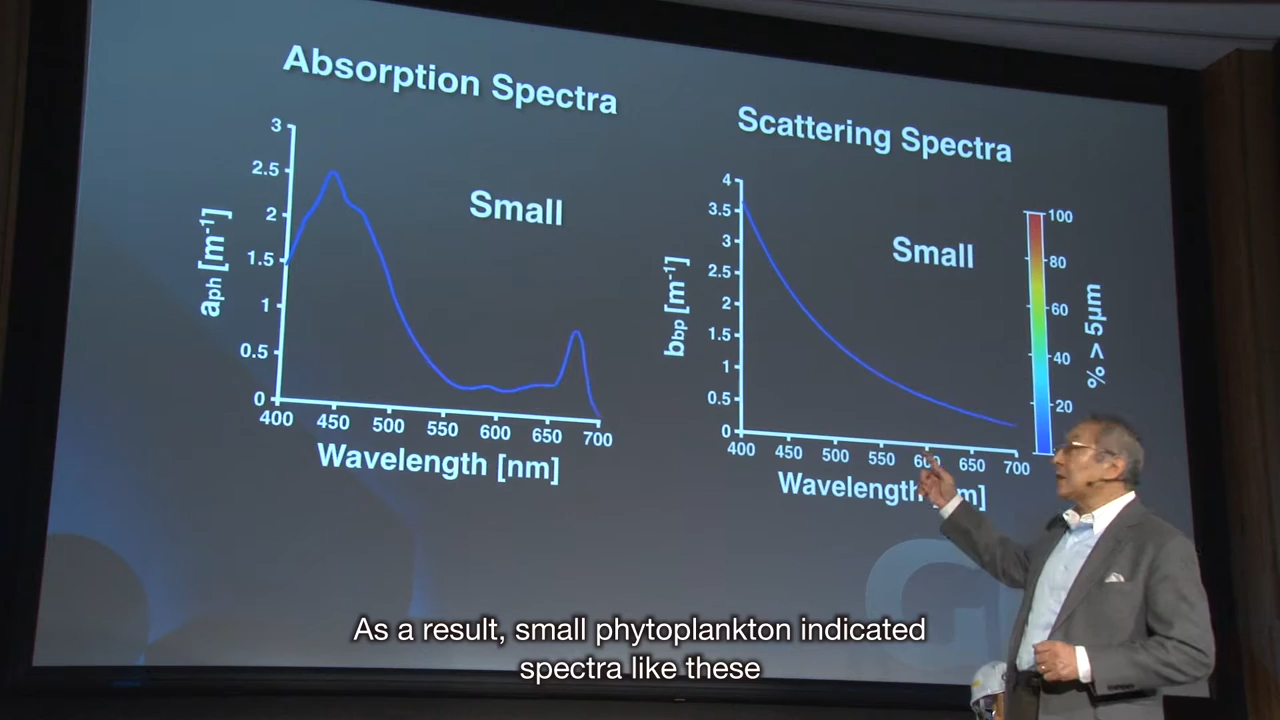 Absorption Spectra
3
2.5
2
1.5
1
0.5
0
aph [m-1]
Small
400 450 500 550 600 650 700
Wavelength [nm]
Scattering Spectra
4
3.5
3
2.5
2
1.5
1
0.5
0
bbp [m-1]
Small
400 450 500 550 600 650 700
Wavelength m]
100
80
60
40
20
% > 5μm
As a result, small phytoplankton indicated
spectra like these